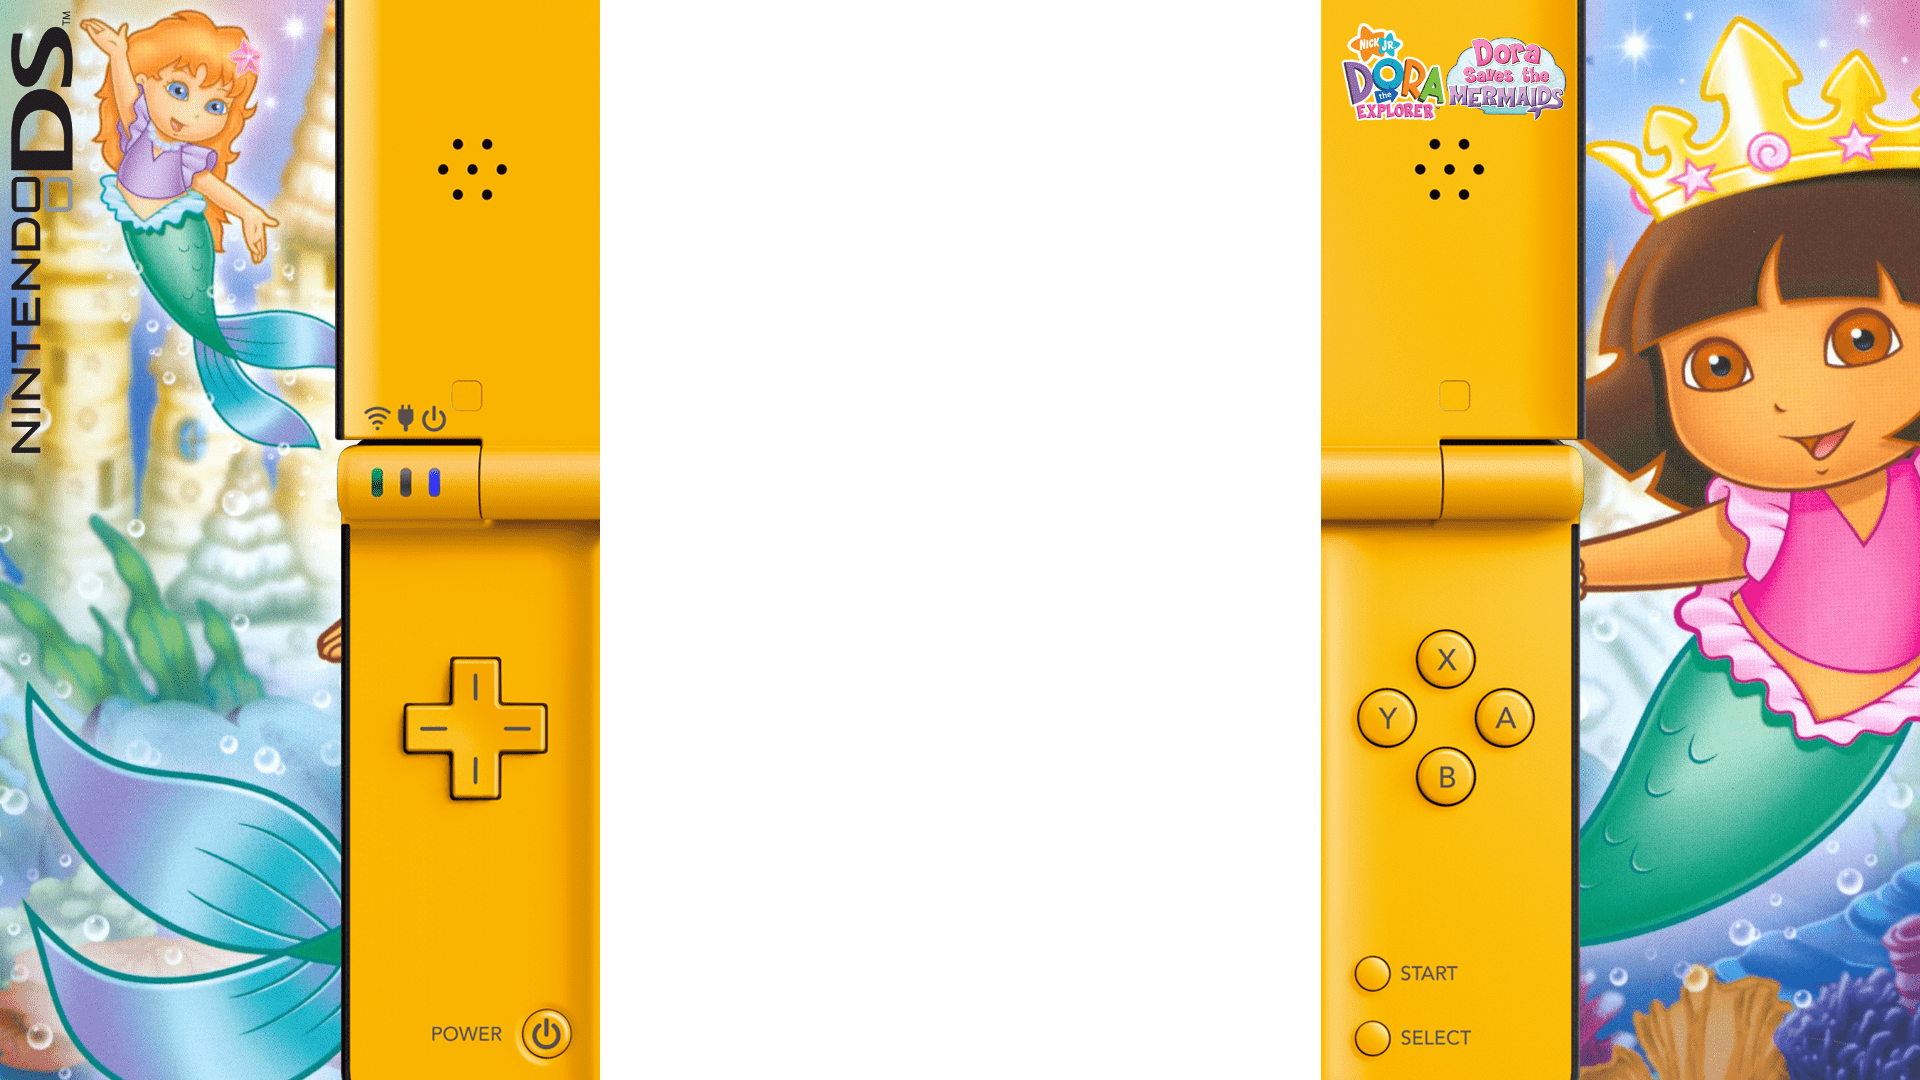 NINTENDO DS™
NICK JR
DORA
the
EXPLORER
Dora
Saves the
MERMAIDS
X
Y
A
B
START
SELECT
POWER